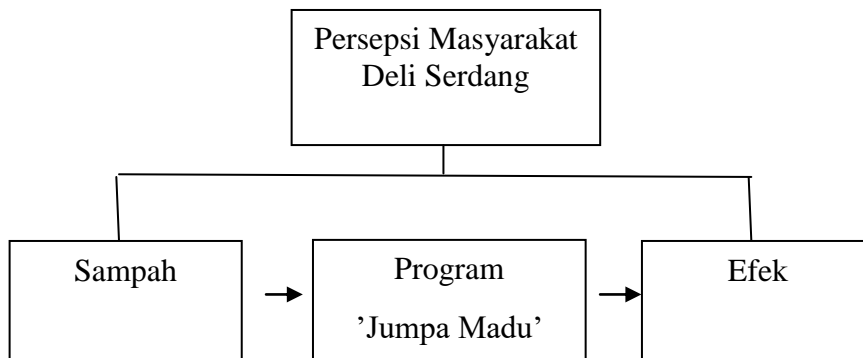 Persepsi Masyarakat
Deli Serdang
Sampah
Program
’Jumpa Madu’
Efek